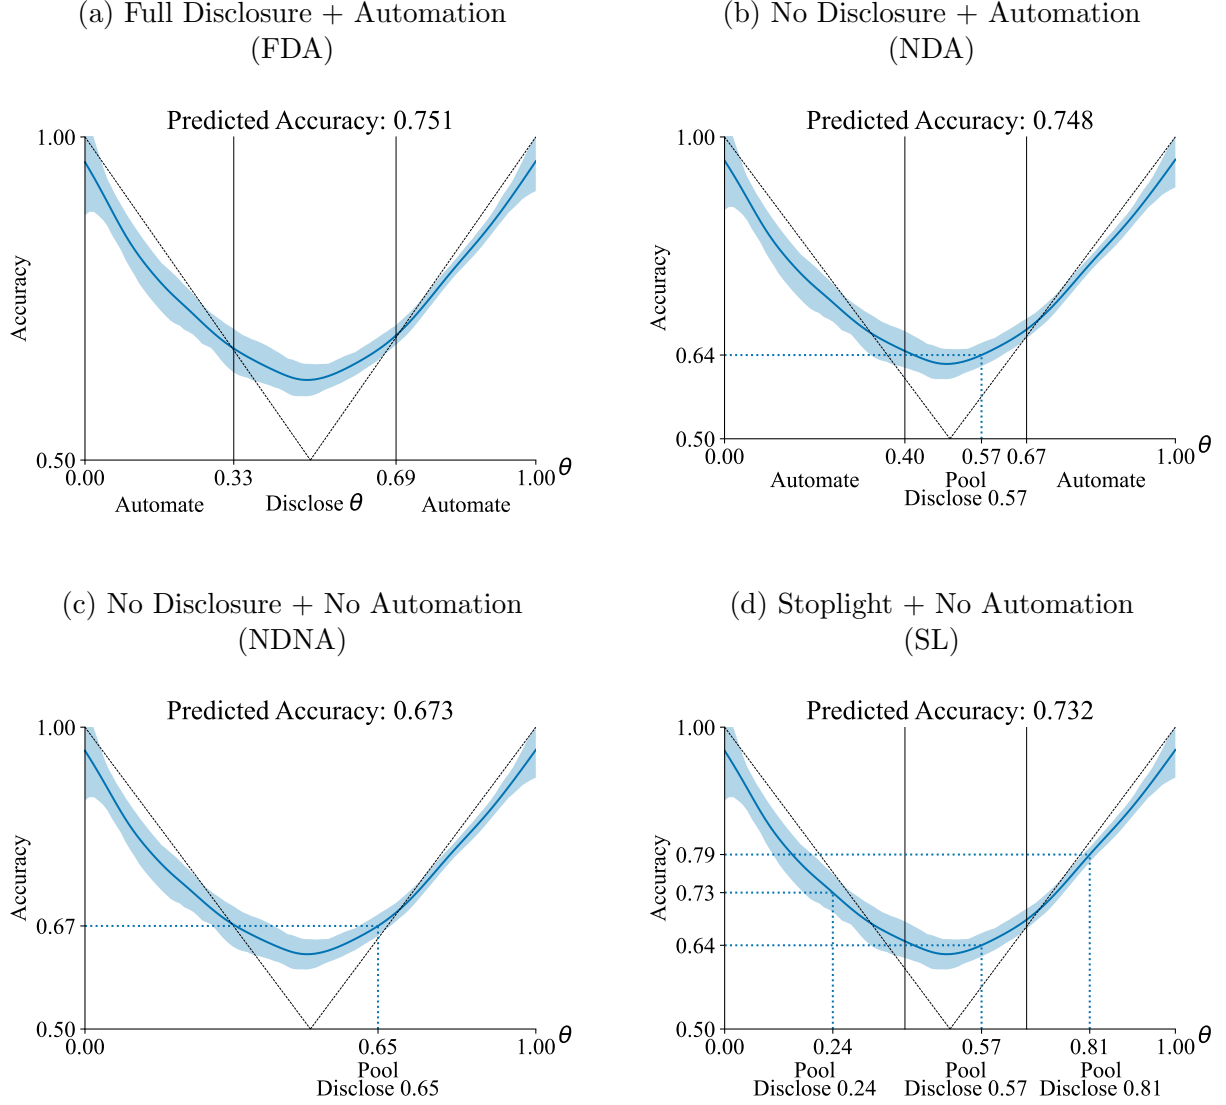 (a) Full Disclosure + Automation
(FDA)
Predicted Accuracy: 0.751
1.00
Accuracy
0.50
0.00
0.33
0.69
1.00
θ
Automate
Disclose θ
Automate
(b) No Disclosure + Automation
(NDA)
Predicted Accuracy: 0.748
1.00
Accuracy
0.64
0.50
0.00
0.40
0.57
0.67
1.00
θ
Automate
Pool
Disclose 0.57
Automate
(c) No Disclosure + No Automation
(NDNA)
Predicted Accuracy: 0.673
1.00
Accuracy
0.67
0.50
0.00
0.65
1.00
θ
Pool
Disclose 0.65
(d) Stoplight + No Automation
(SL)
Predicted Accuracy: 0.732
1.00
Accuracy
0.79
0.73
0.64
0.50
0.00
0.24
0.57
0.81
1.00
θ
Pool
Disclose 0.24
Pool
Disclose 0.57
Pool
Disclose 0.81